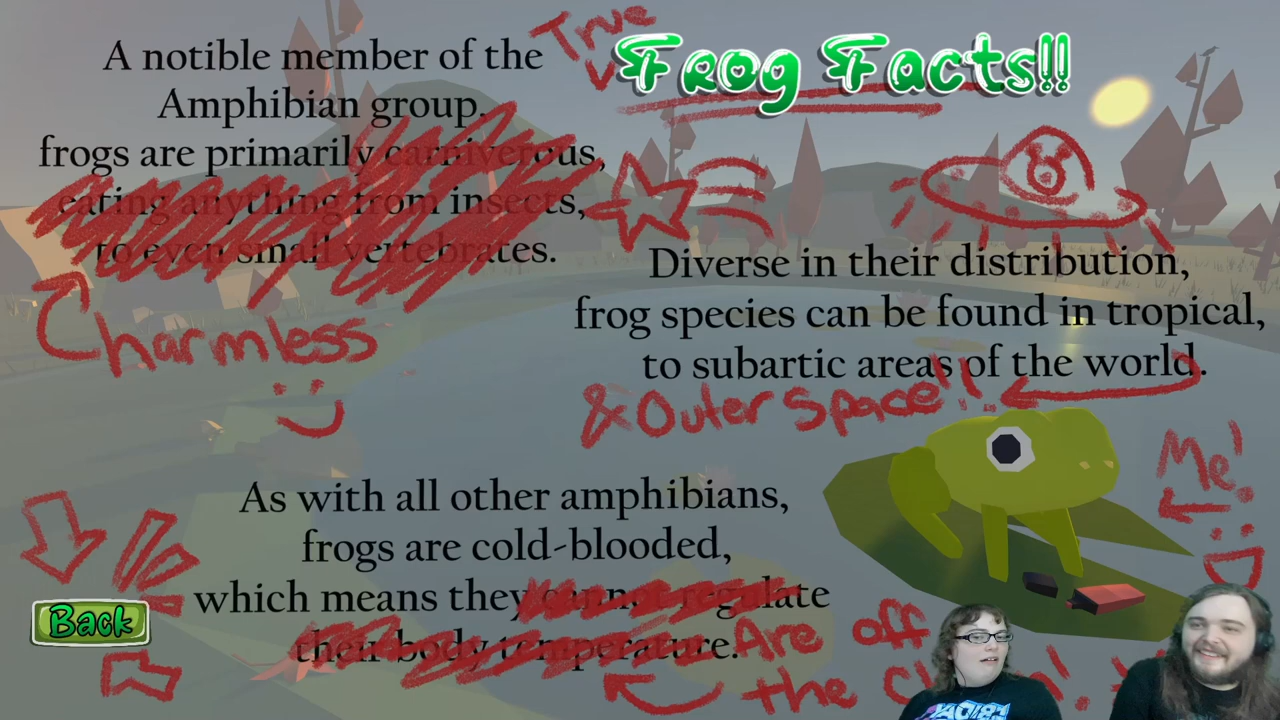 True
Frog Facts!!
A notible member of the
Amphibian group.
frogs are primarily carniverous,
eating anything from insects,
to even small vertebrates.
Charmless
Diverse in their distribution,
frog species can be found in tropical,
to subartic areas of the world.
& Outer Space!!
Me!
As with all other amphibians,
frogs are cold-blooded,
which means they cannot regulate
their body temperature.
Are off
the
Back